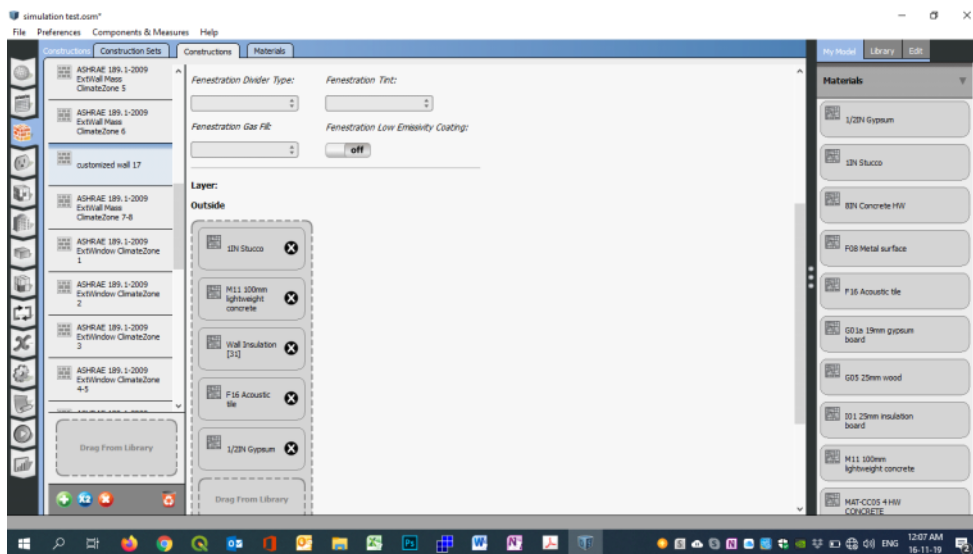 simulation test.osm*
File Preferences Components & Measures Help
Constructions Construction Sets Constructions Materials
My Model Library Edit
ASHRAE 189.1-2009
ExtWall Mass
ClimateZone 5
ASHRAE 189.1-2009
ExtWall Mass
ClimateZone 6
customized wall 17
ASHRAE 189.1-2009
ExtWall Mass
ClimateZone 7-8
ASHRAE 189.1-2009
ExtWindow ClimateZone
1
ASHRAE 189.1-2009
ExtWindow ClimateZone
2
ASHRAE 189.1-2009
ExtWindow ClimateZone
3
ASHRAE 189.1-2009
ExtWindow ClimateZone
4-5
Drag From Library
Fenestration Divider Type: Fenestration Tint:
Fenestration Gas Fill: Fenestration Low Emissivity Coating:
off
Layer:
Outside
1IN Stucco
M11 100mm
lightweight
concrete
Wall Insulation
[31]
F16 Acoustic
tile
1/2IN Gypsum
Drag From Library
Materials
1/2IN Gypsum
1IN Stucco
8IN Concrete HW
F08 Metal surface
F16 Acoustic tile
G01a 19mm gypsum
board
G05 25mm wood
I01 25mm insulation
board
M11 100mm
lightweight concrete
MAT-CC05 4 HW
CONCRETE
x2
ENG
12:07 AM
16-11-19